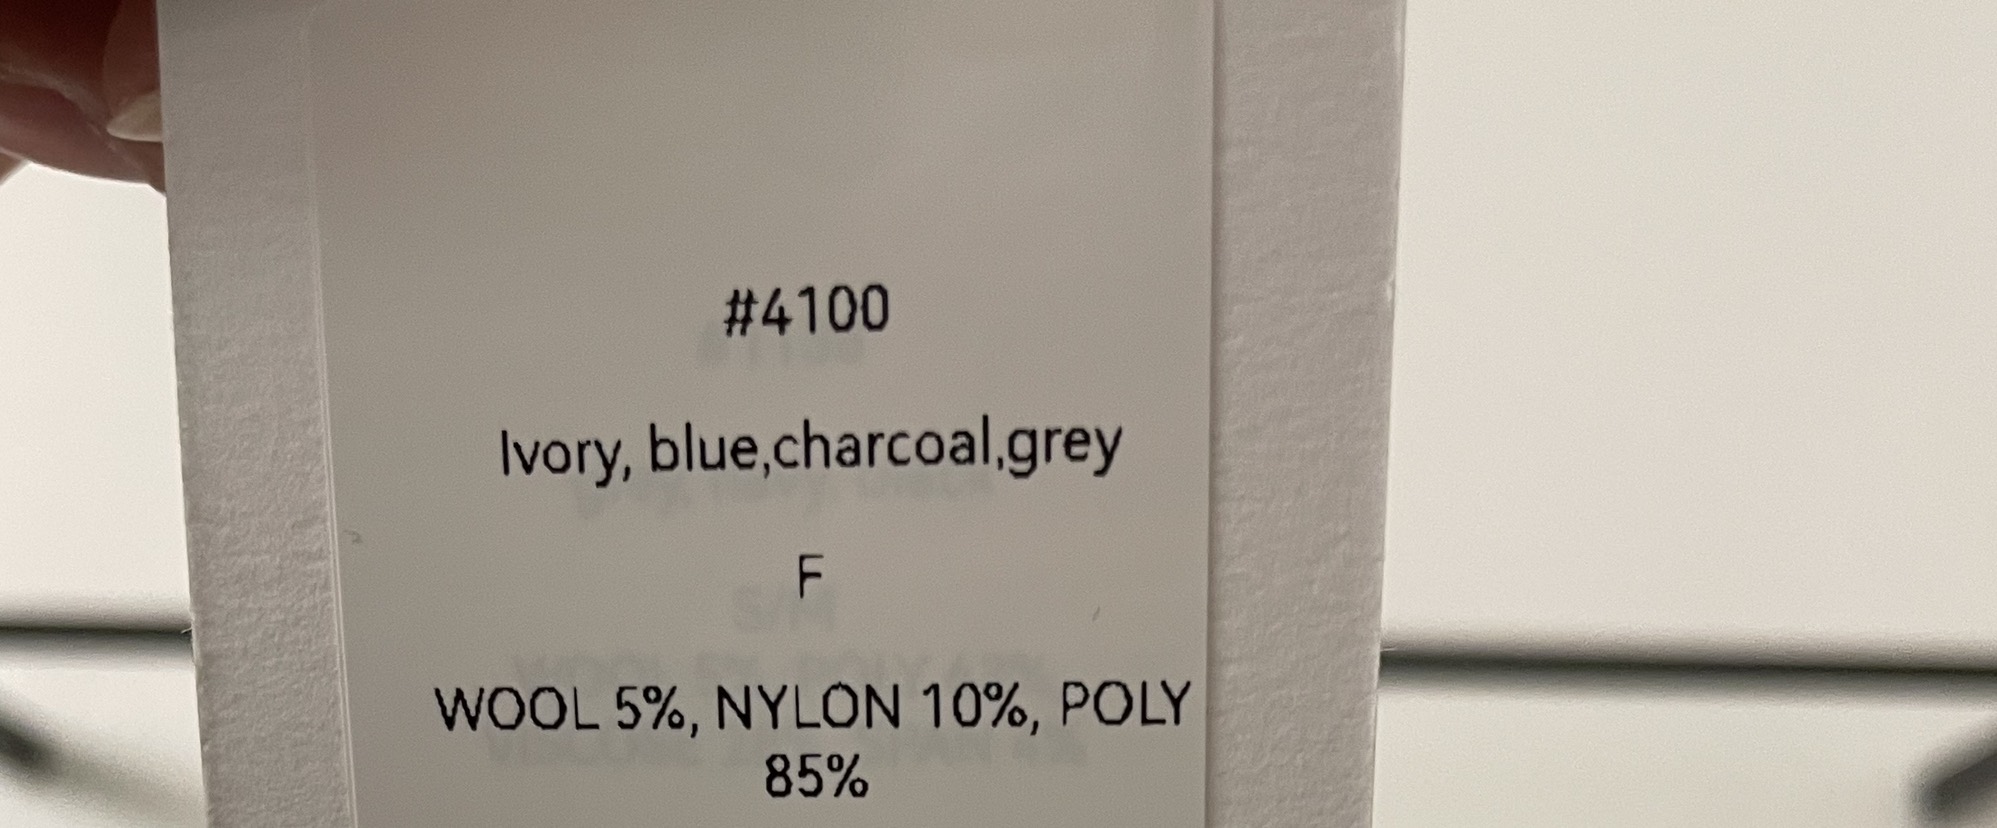 #4100
Ivory, blue,charcoal,grey
F
WOOL 5%, NYLON 10%, POLY
85%